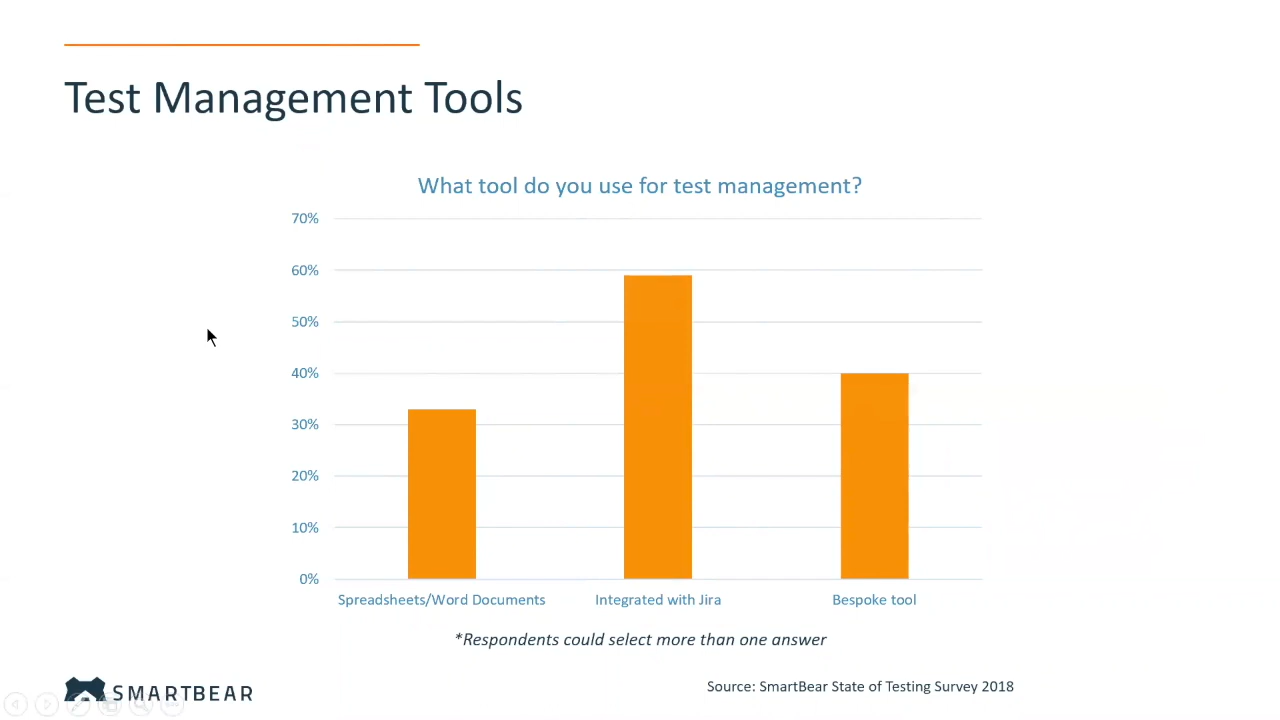 Test Management Tools
What tool do you use for test management?
70%
60%
50%
40%
30%
20%
10%
0%
Spreadsheets/Word Documents
Integrated with Jira
Bespoke tool
*Respondents could select more than one answer
SMARTBEAR
Source: SmartBear State of Testing Survey 2018